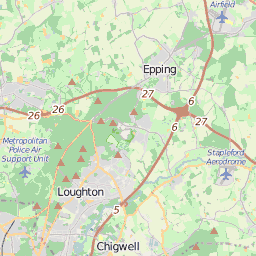 Airfield
Epping
27
6
26
26
6
27
Metropolitan
Police Air
Support Unit
Stapleford
Aerodrome
Loughton
5
Chigwell